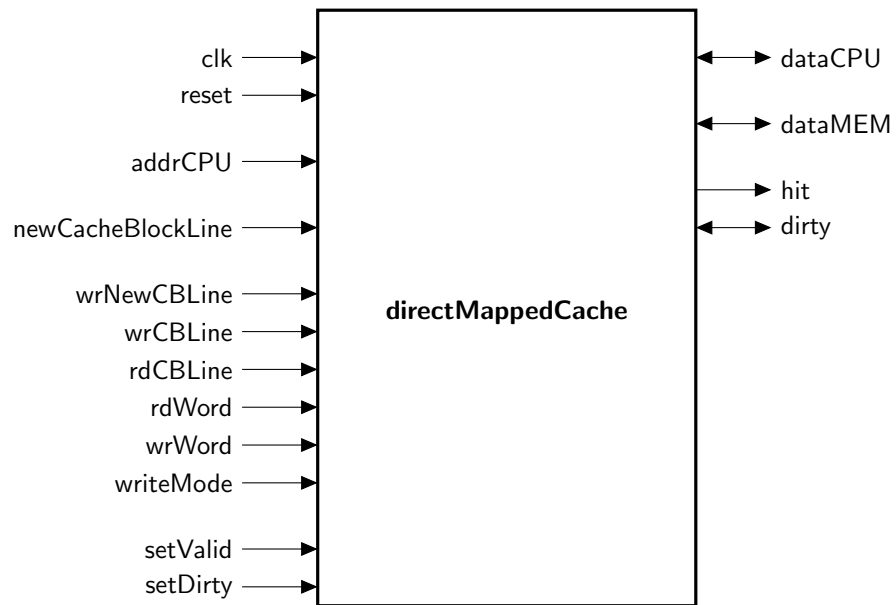 clk
reset
addrCPU
newCacheBlockLine
wrNewCBLine
wrCBLine
rdCBLine
rdWord
wrWord
writeMode
setValid
setDirty
directMappedCache
dataCPU
dataMEM
hit
dirty